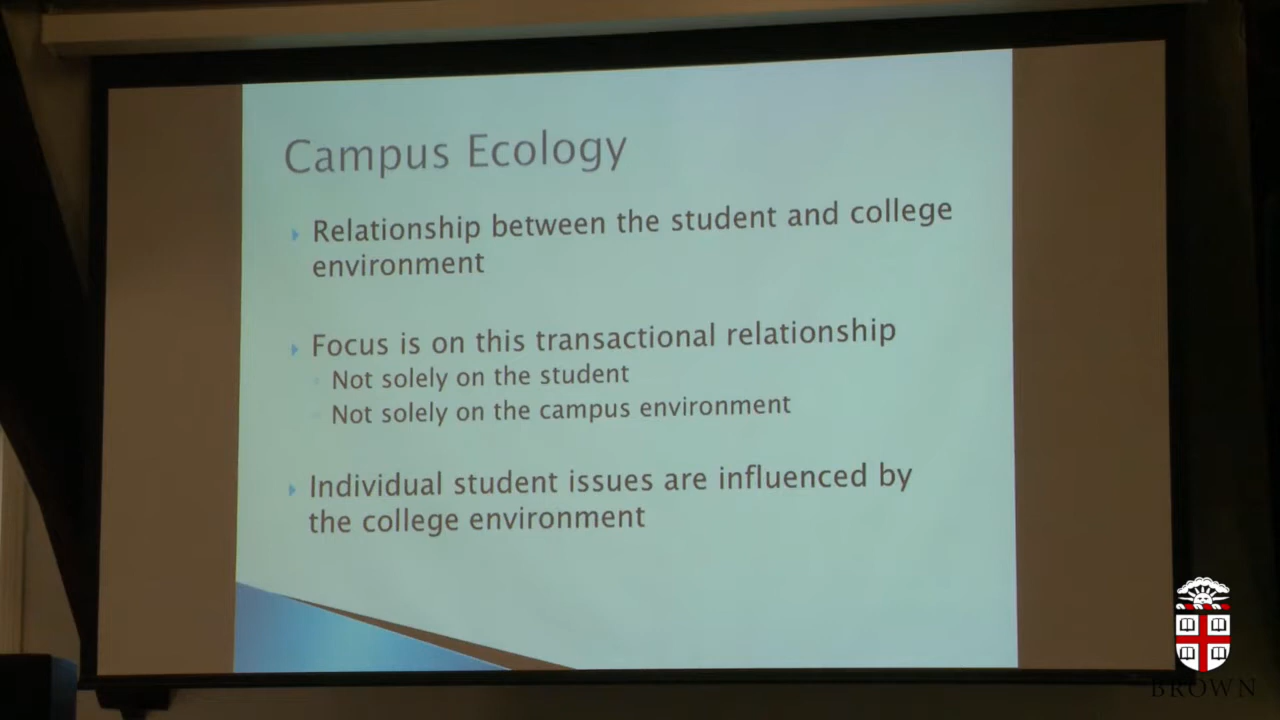 Campus Ecology
Relationship between the student and college
environment
Focus is on this transactional relationship
Not solely on the student
Not solely on the campus environment
Individual student issues are influenced by
the college environment
BROWN